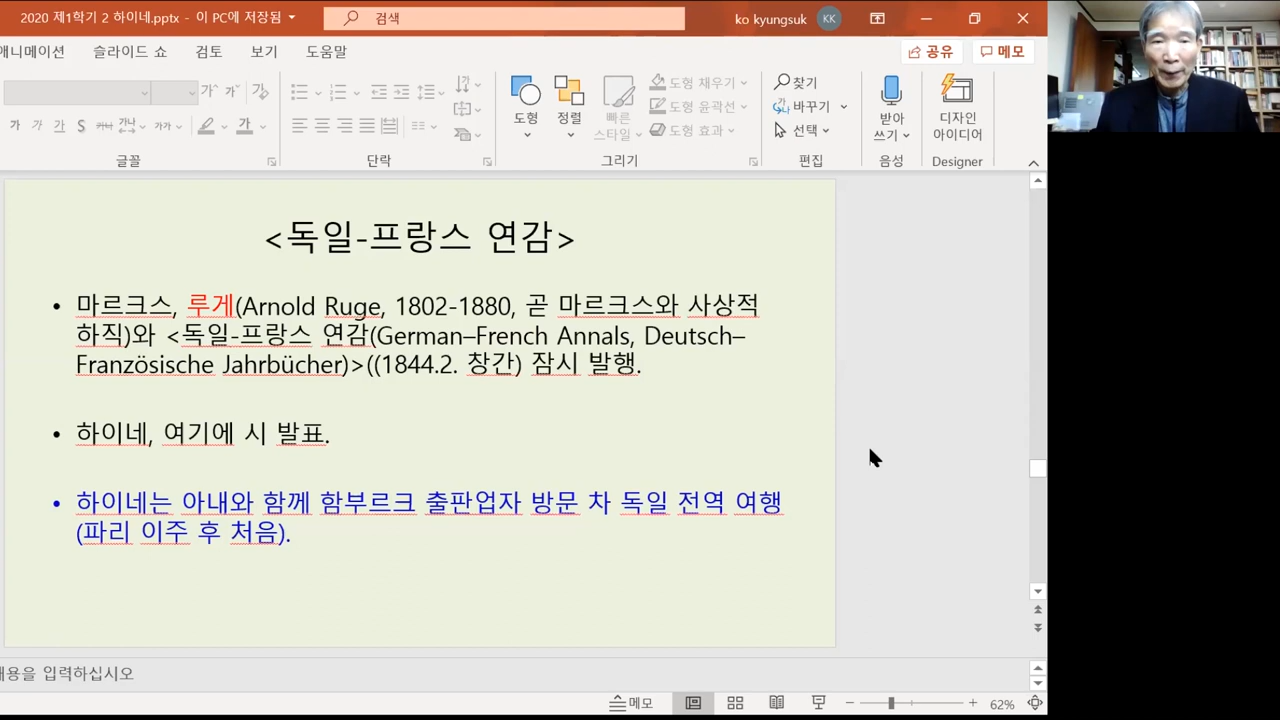 2020 제1학기 2 하이네.pptx - 이 PC에 저장됨
검색
ko kyungsuk KK
애니메이션 슬라이드 쇼 검토 보기 도움말
공유 메모
도형 정렬 빠른 스타일
도형 채우기
도형 윤곽선
도형 효과
찾기
바꾸기
선택
받아
쓰기
디자인
아이디어
글꼴 단락 그리기 편집 음성 Designer
<독일-프랑스 연감>
• 마르크스, 루게(Arnold Ruge, 1802-1880, 곧 마르크스와 사상적
하직)와 <독일-프랑스 연감(German–French Annals, Deutsch–
Französische Jahrbücher)>((1844.2. 창간) 잠시 발행.
• 하이네, 여기에 시 발표.
• 하이네는 아내와 함께 함부르크 출판업자 방문 차 독일 전역 여행
(파리 이주 후 처음).
내용을 입력하십시오
메모 62%